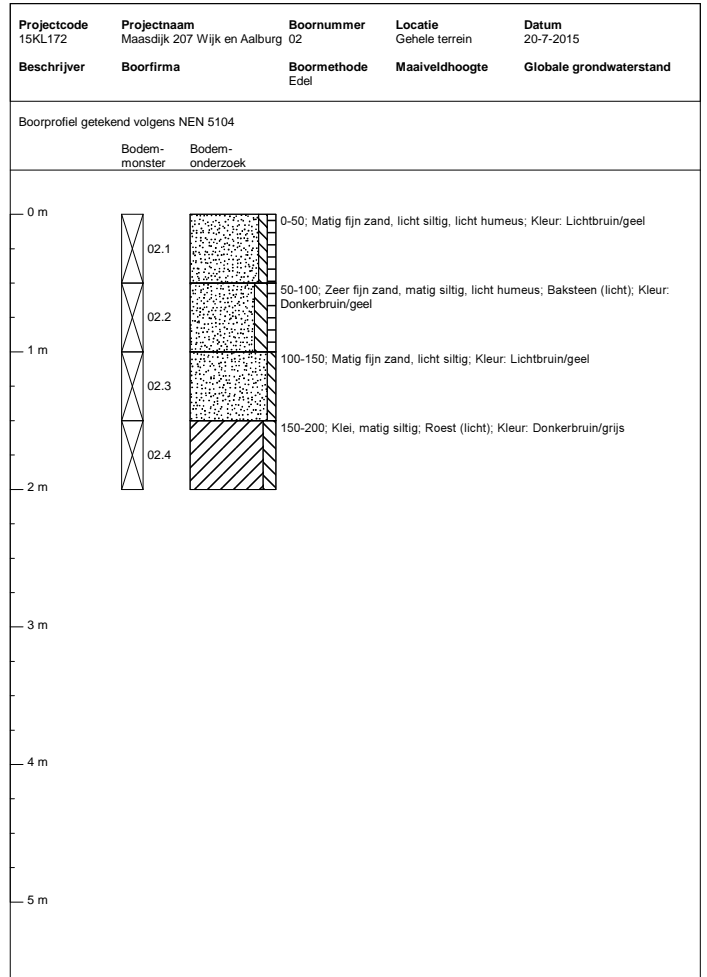 Projectcode Projectnaam Boornummer Locatie Datum
15KL172 Maasdijk 207 Wijk en Aalburg 02 Gehele terrein 20-7-2015
Beschrijver Boorfirma Boormethode Maaiveldhoogte Globale grondwaterstand
Edel
Boorprofiel getekend volgens NEN 5104
Bodem- Bodem-
monster onderzoek
0 m
0-50; Matig fijn zand, licht siltig, licht humeus; Kleur: Lichtbruin/geel
02.1
50-100; Zeer fijn zand, matig siltig, licht humeus; Baksteen (licht); Kleur:
Donkerbruin/geel
02.2
1 m
100-150; Matig fijn zand, licht siltig; Kleur: Lichtbruin/geel
02.3
150-200; Klei, matig siltig; Roest (licht); Kleur: Donkerbruin/grijs
02.4
2 m
3 m
4 m
5 m